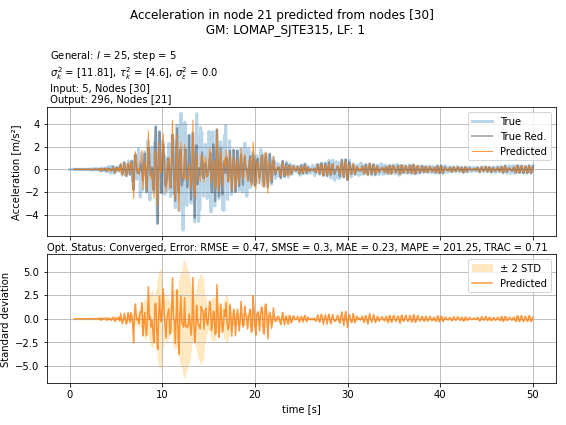 Acceleration in node 21 predicted from nodes [30]
GM: LOMAP_SJTE315, LF: 1
General: l = 25, step = 5
σ²ₖ = [11.81], τ²ₖ = [4.6], σ²ε = 0.0
Input: 5, Nodes [30]
Output: 296, Nodes [21]
Acceleration [m/s²]
4
2
0
−2
−4
True
True Red.
Predicted
Opt. Status: Converged, Error: RMSE = 0.47, SMSE = 0.3, MAE = 0.23, MAPE = 201.25, TRAC = 0.71
Standard deviation
5.0
2.5
0.0
−2.5
−5.0
± 2 STD
Predicted
0 10 20 30 40 50
time [s]